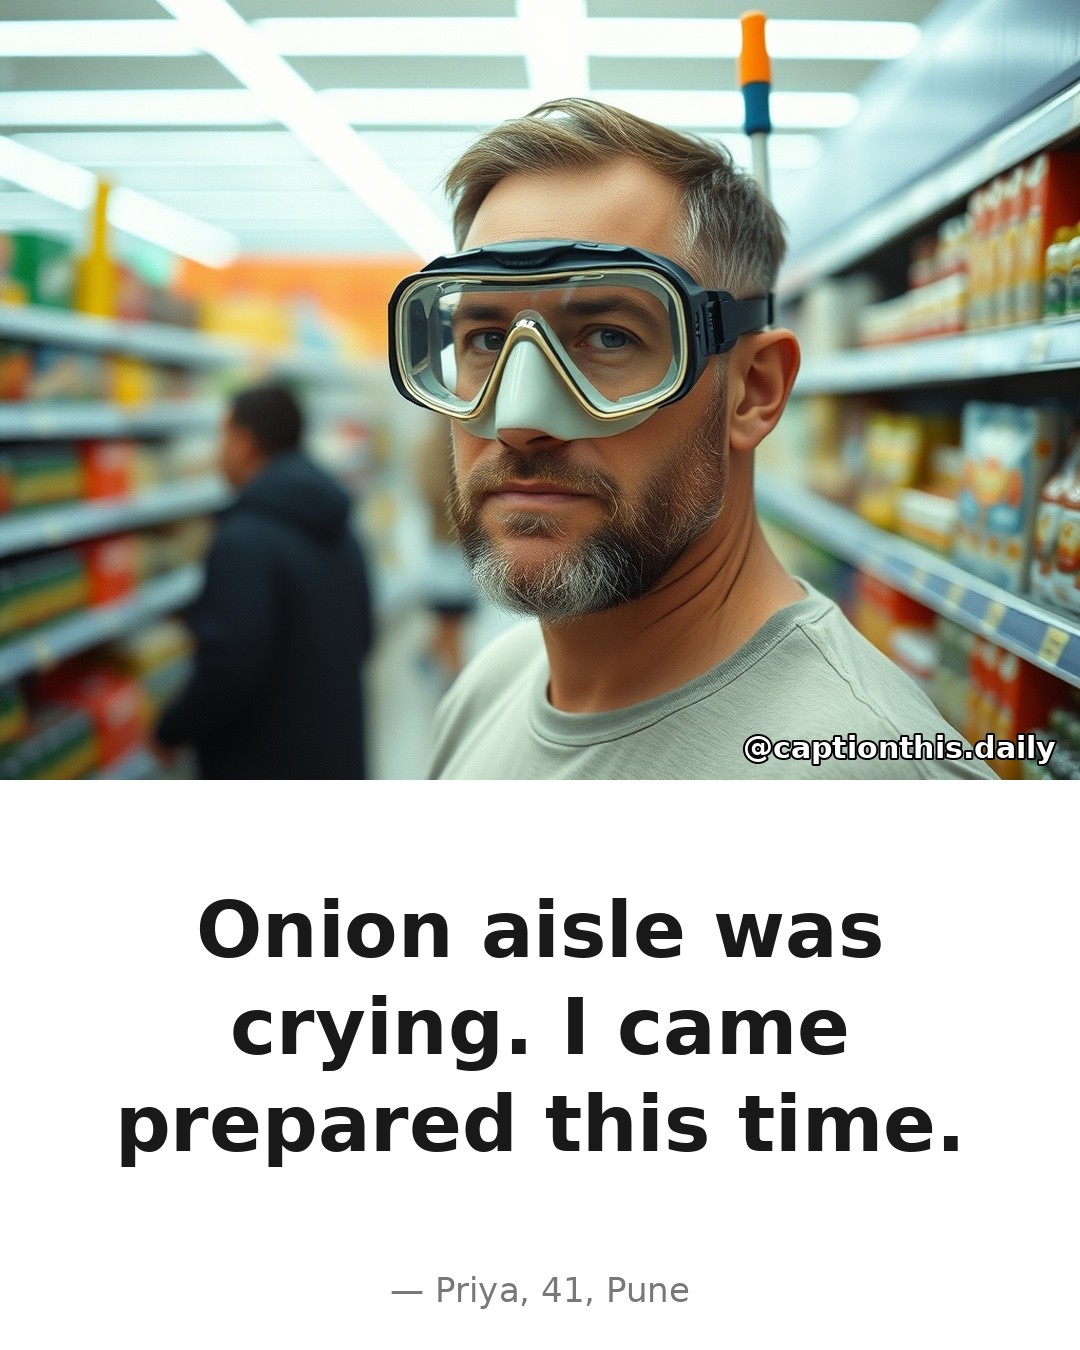 @captionthis.daily
Onion aisle was
crying. I came
prepared this time.
— Priya, 41, Pune